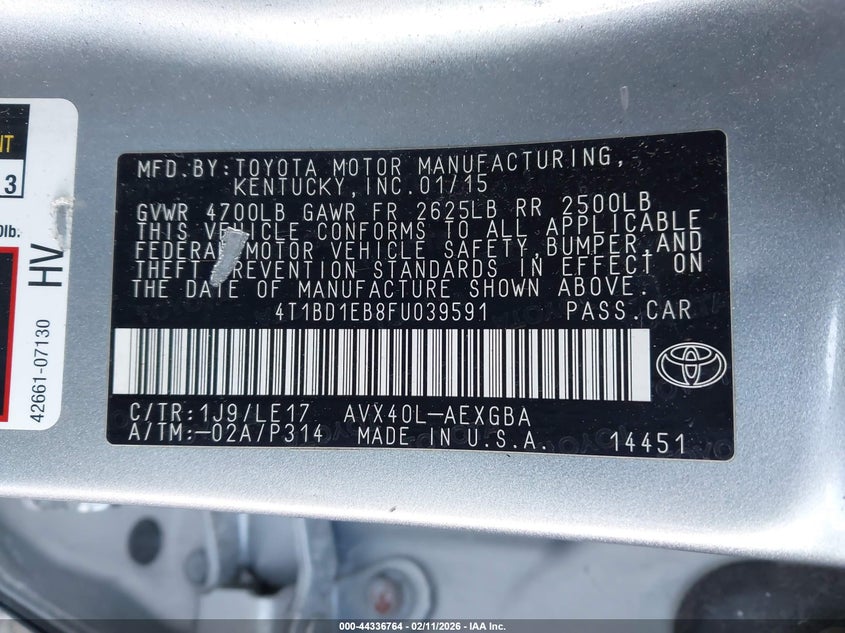 NT
3
0lb.
HV
42661-07130
MFD.BY:TOYOTA MOTOR MANUFACTURING,
KENTUCKY,INC.01/15
GVWR 4700LB GAWR FR 2625LB RR 2500LB
THIS VEHICLE CONFORMS TO ALL APPLICABLE
FEDERAL MOTOR VEHICLE SAFETY,BUMPER,AND
THEFT PREVENTION STANDARDS IN EFFECT ON
THE DATE OF MANUFACTURE SHOWN ABOVE.
4T1BD1EB8FU039591 PASS.CAR
C/TR:1J9/LE17 AVX40L-AEXGBA
A/TM:-02A/P314 MADE IN U.S.A. 14451
000-44336764 - 02/11/2026 - IAA Inc.